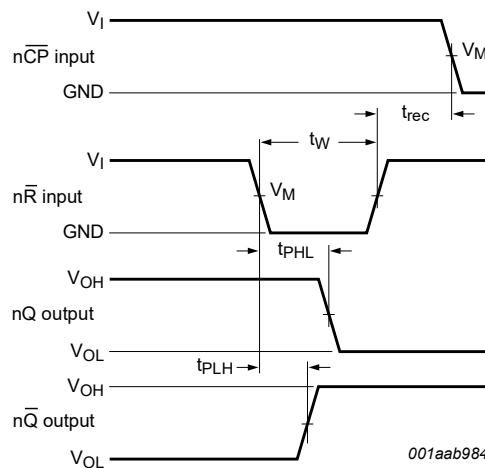 V_I
nC̅P̅ input
V_M
GND
t_rec
t_W
V_I
nR̅ input
V_M
GND
t_PHL
V_OH
nQ output
V_OL
t_PLH
V_OH
nQ̅ output
V_OL
001aab984